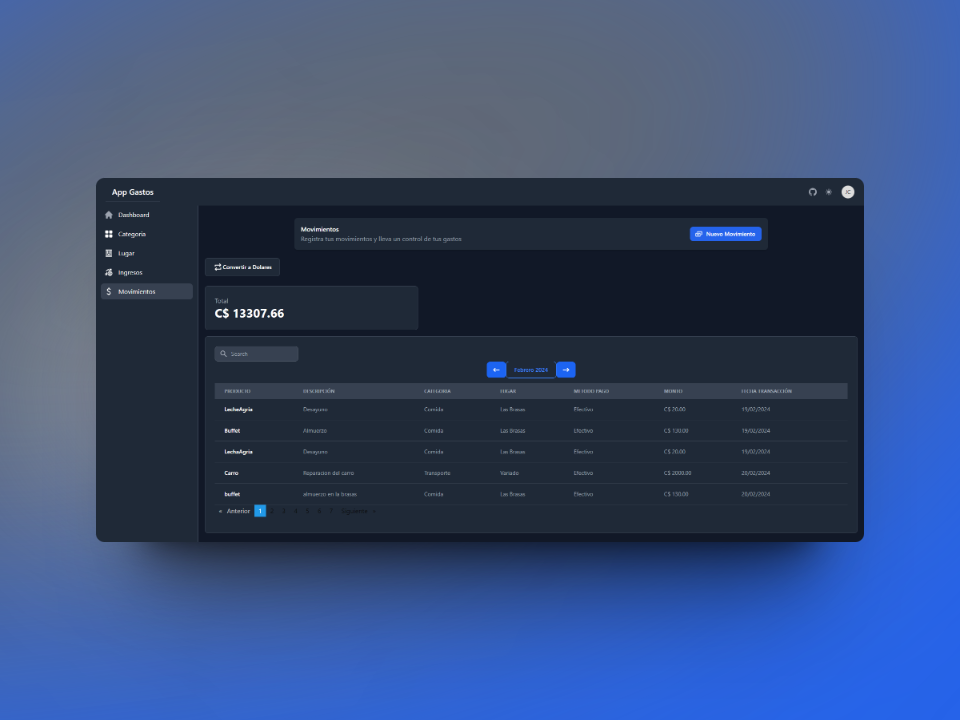 App Gastos
JC
Dashboard
Categoria
Lugar
Ingresos
Movimientos
Movimientos
Registra tus movimientos y lleva un control de tus gastos
Nuevo Movimiento
Convertir a Dolares
Total
C$ 13307.66
Search
Febrero 2024
PRODUCTO DESCRIPCIÓN CATEGORIA LUGAR METODO PAGO MONTO FECHA TRANSACCIÓN
LecheAgria Desayuno Comida Las Brasas Efectivo C$ 20.00 19/02/2024
Buffet Almuerzo Comida Las Brasas Efectivo C$ 130.00 19/02/2024
LecheAgria Desayuno Comida Las Brasas Efectivo C$ 20.00 19/02/2024
Carro Reparacion del carro Transporte Variado Efectivo C$ 2000.00 20/02/2024
buffet almuerzo en la brasas Comida Las Brasas Efectivo C$ 130.00 20/02/2024
« Anterior 1 2 3 4 5 6 7 Siguiente »